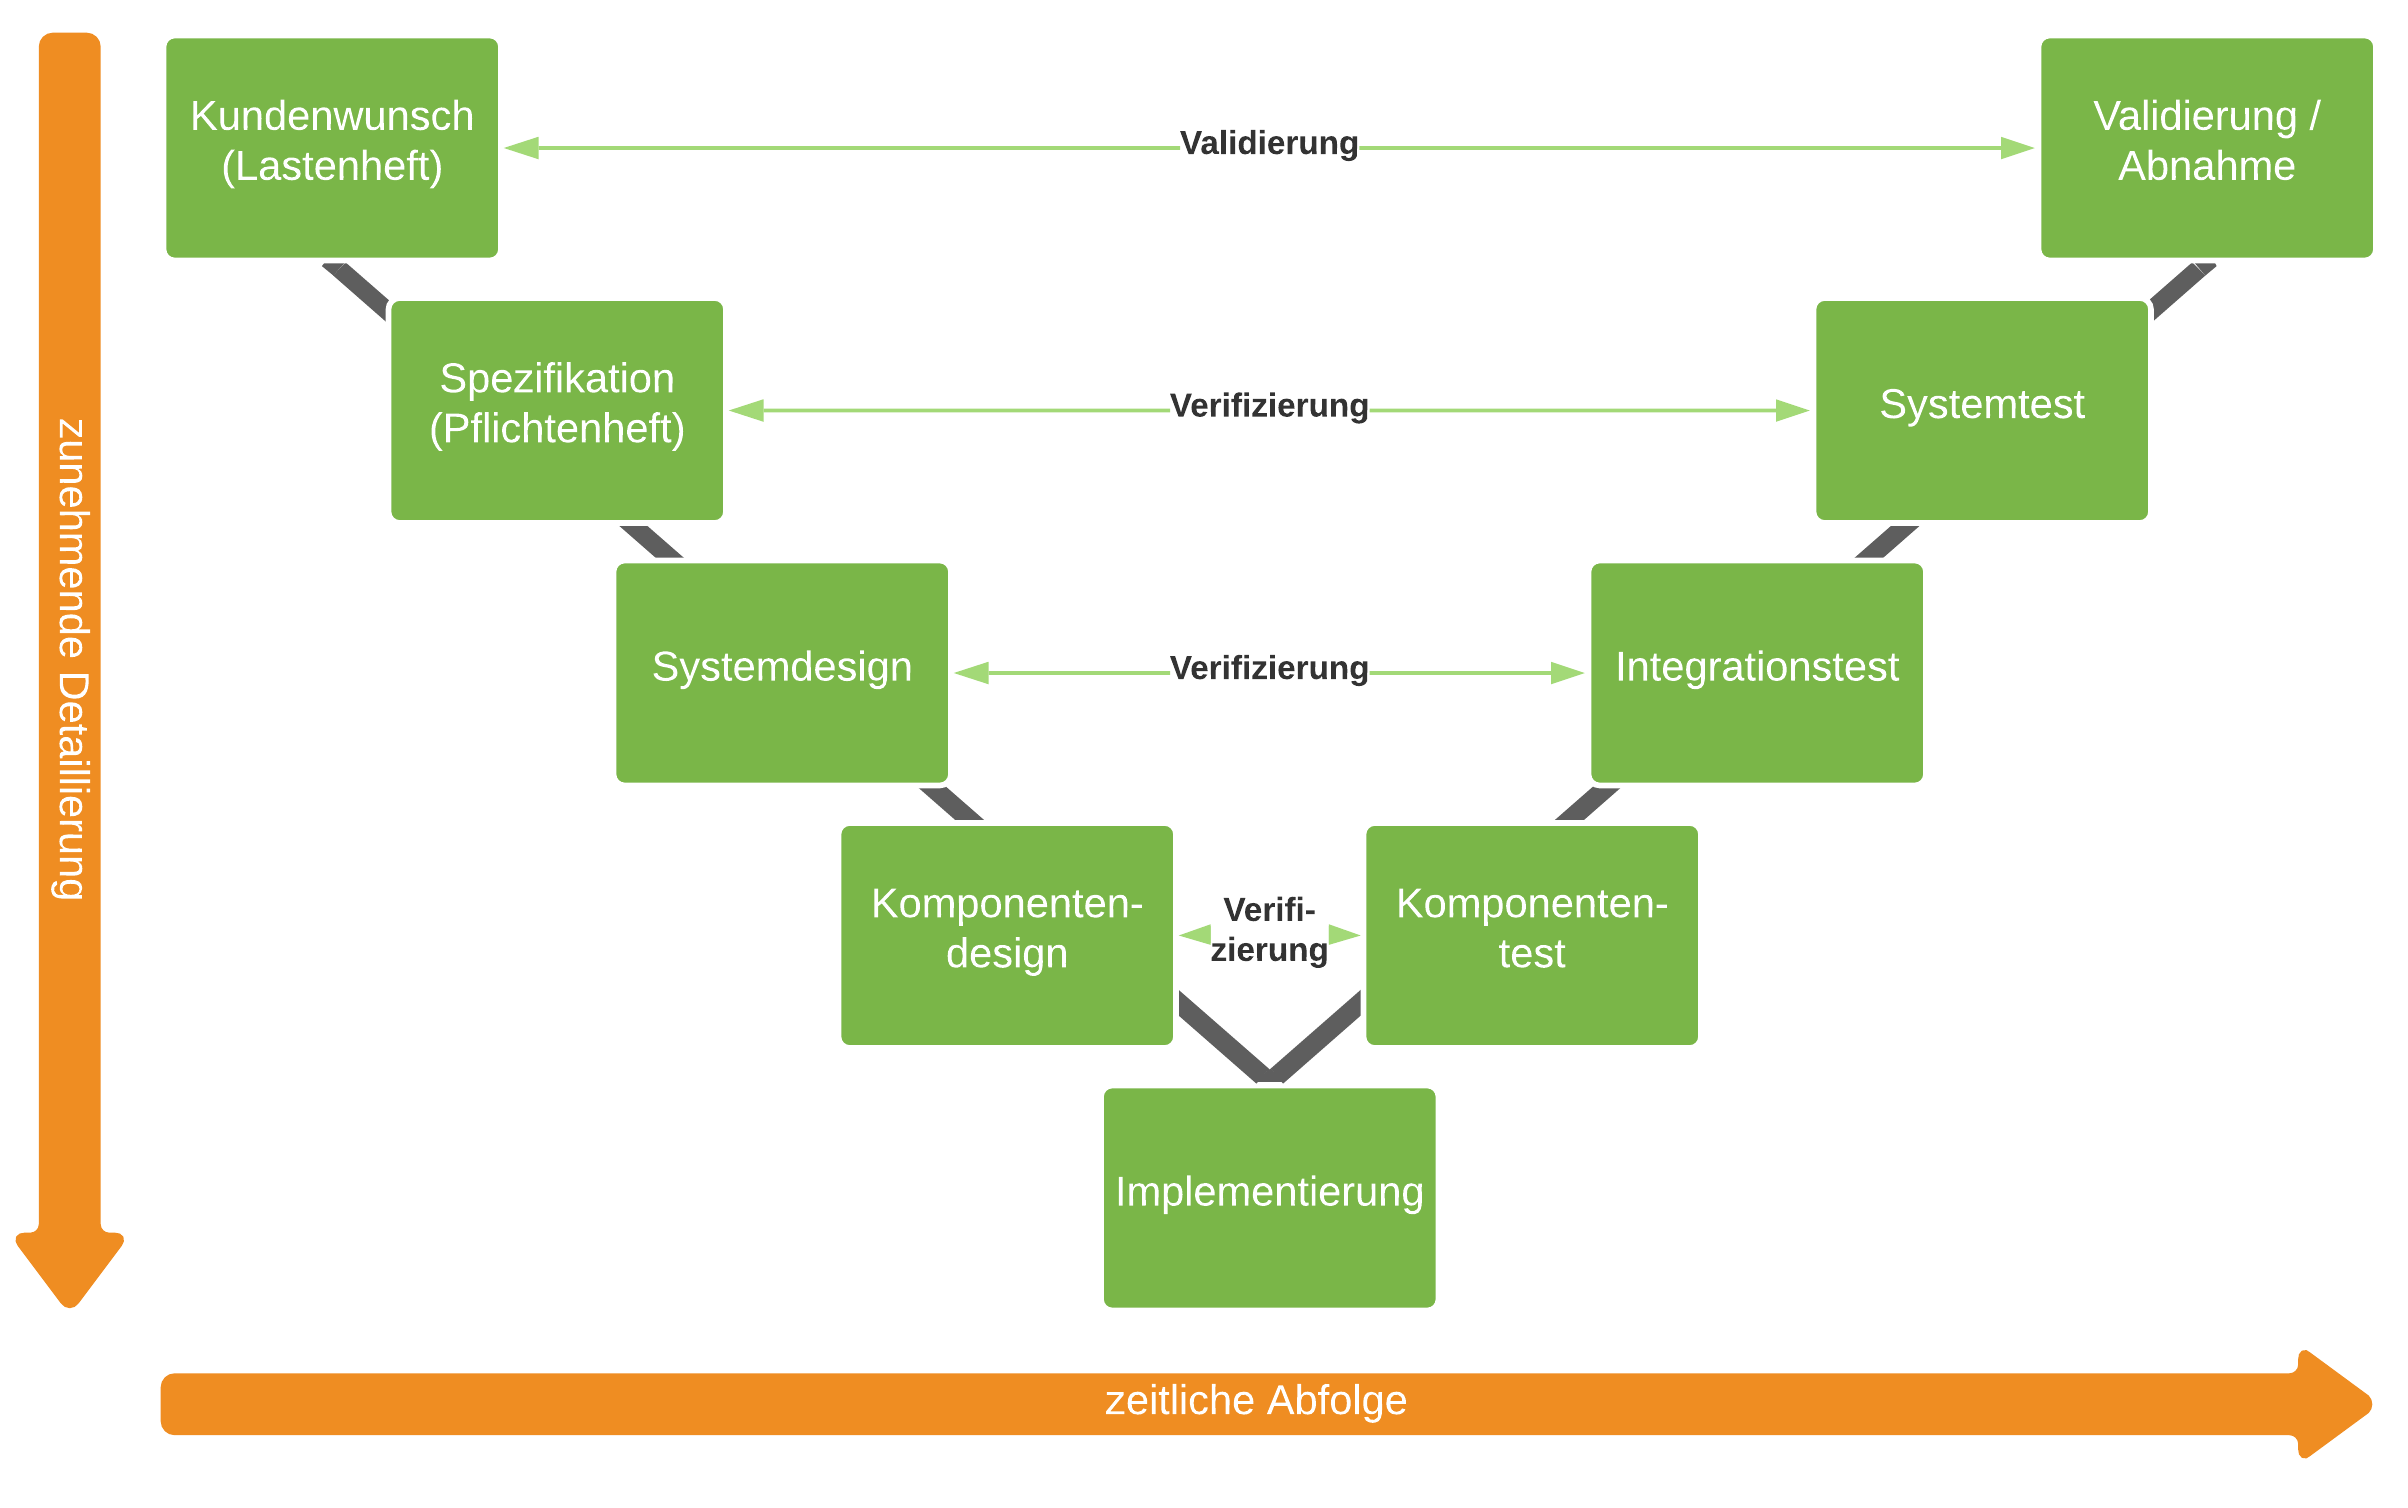 Kundenwunsch
(Lastenheft)
Validierung
Validierung /
Abnahme
Spezifikation
(Pflichtenheft)
Verifizierung
Systemtest
Systemdesign
Verifizierung
Integrationstest
Komponenten-
design
Verifi-
zierung
Komponenten-
test
Implementierung
zunehmende Detaillierung
zeitliche Abfolge